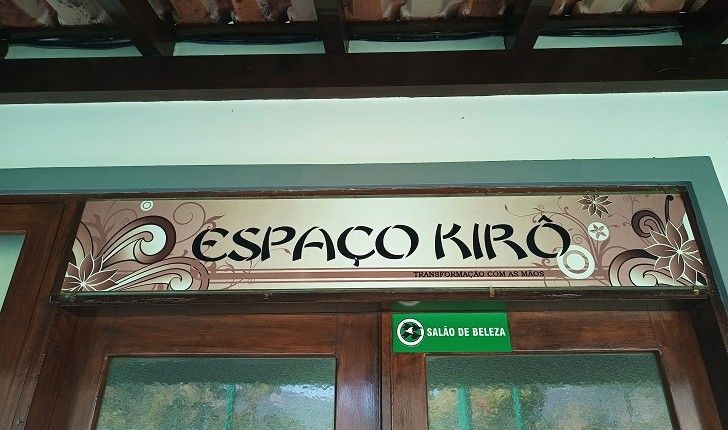 ESPAÇO KIRÔ
TRANSFORMAÇÃO COM AS MÃOS
SALÃO DE BELEZA